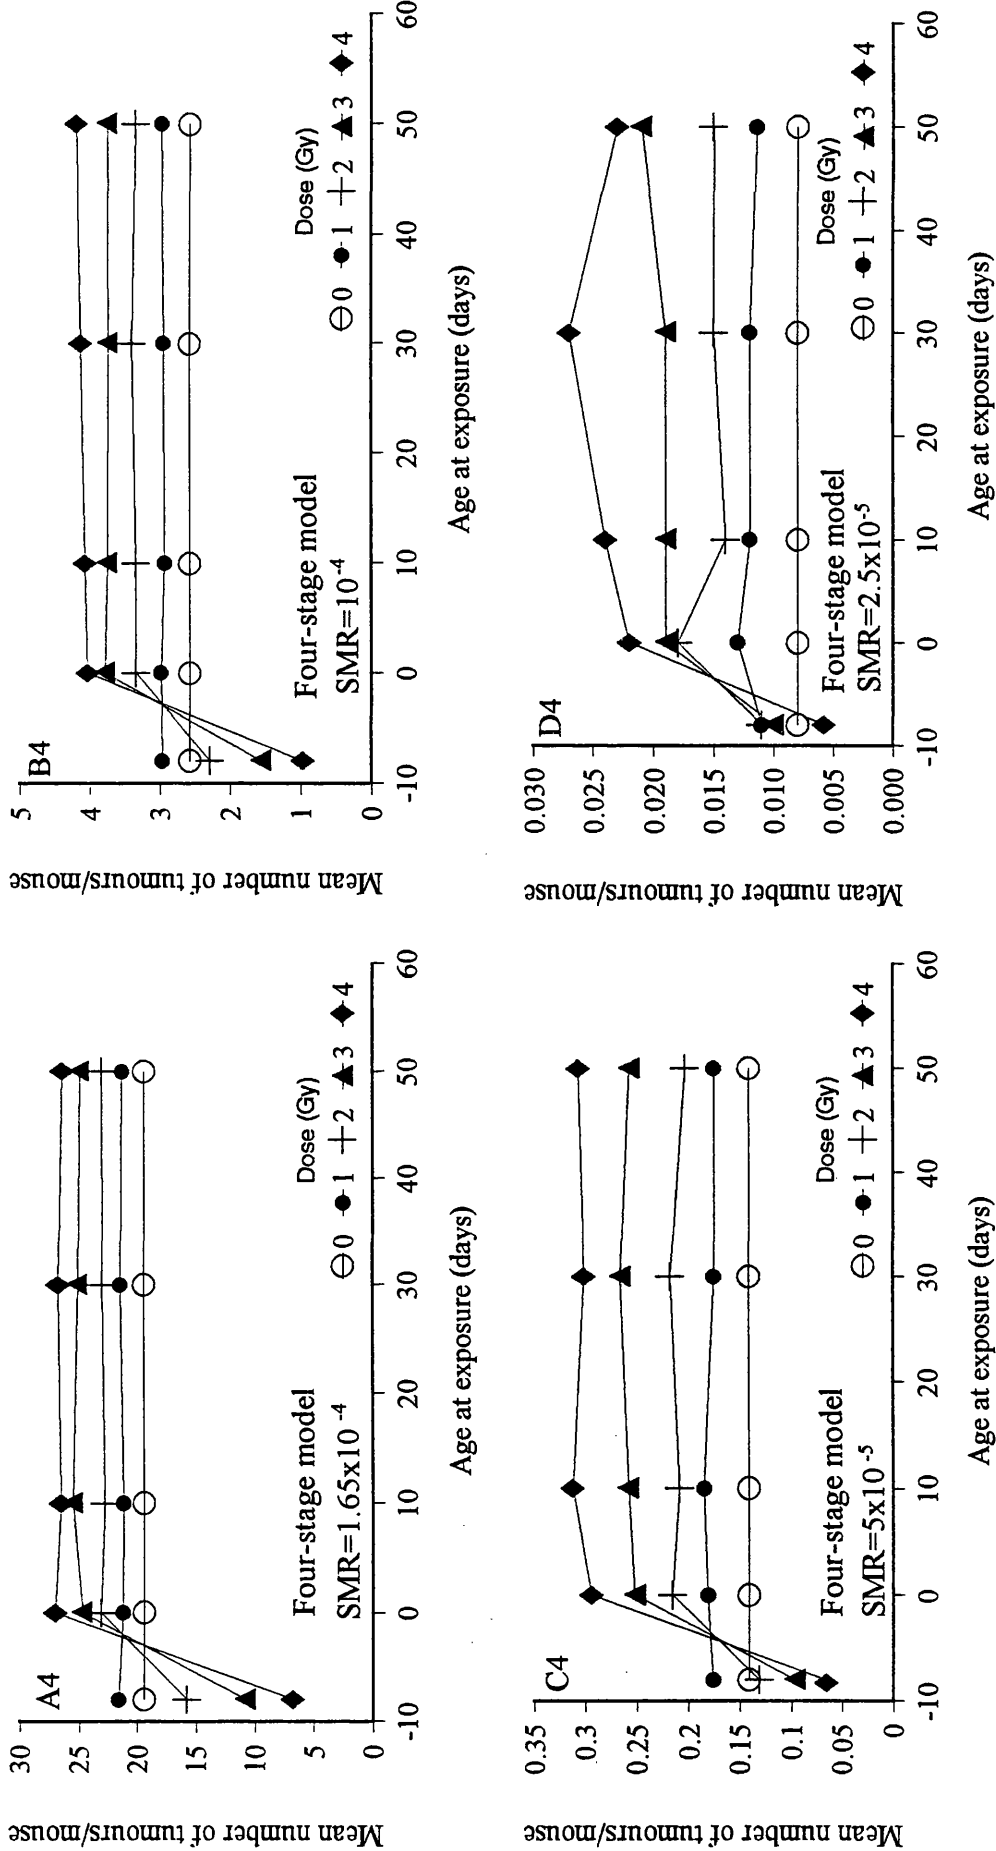 A4
Mean number of tumours/mouse
30
25
20
15
10
5
0
Four-stage model
SMR=1.65x10⁻⁴
Dose (Gy)
0 1 2 3 4
-10 0 10 20 30 40 50 60
Age at exposure (days)
B4
Mean number of tumours/mouse
5
4
3
2
1
0
Four-stage model
SMR=10⁻⁴
Dose (Gy)
0 1 2 3 4
-10 0 10 20 30 40 50 60
Age at exposure (days)
C4
Mean number of tumours/mouse
0.35
0.3
0.25
0.2
0.15
0.1
0.05
0
Four-stage model
SMR=5x10⁻⁵
Dose (Gy)
0 1 2 3 4
-10 0 10 20 30 40 50 60
Age at exposure (days)
D4
Mean number of tumours/mouse
0.030
0.025
0.020
0.015
0.010
0.005
0.000
Four-stage model
SMR=2.5x10⁻⁵
Dose (Gy)
0 1 2 3 4
-10 0 10 20 30 40 50 60
Age at exposure (days)